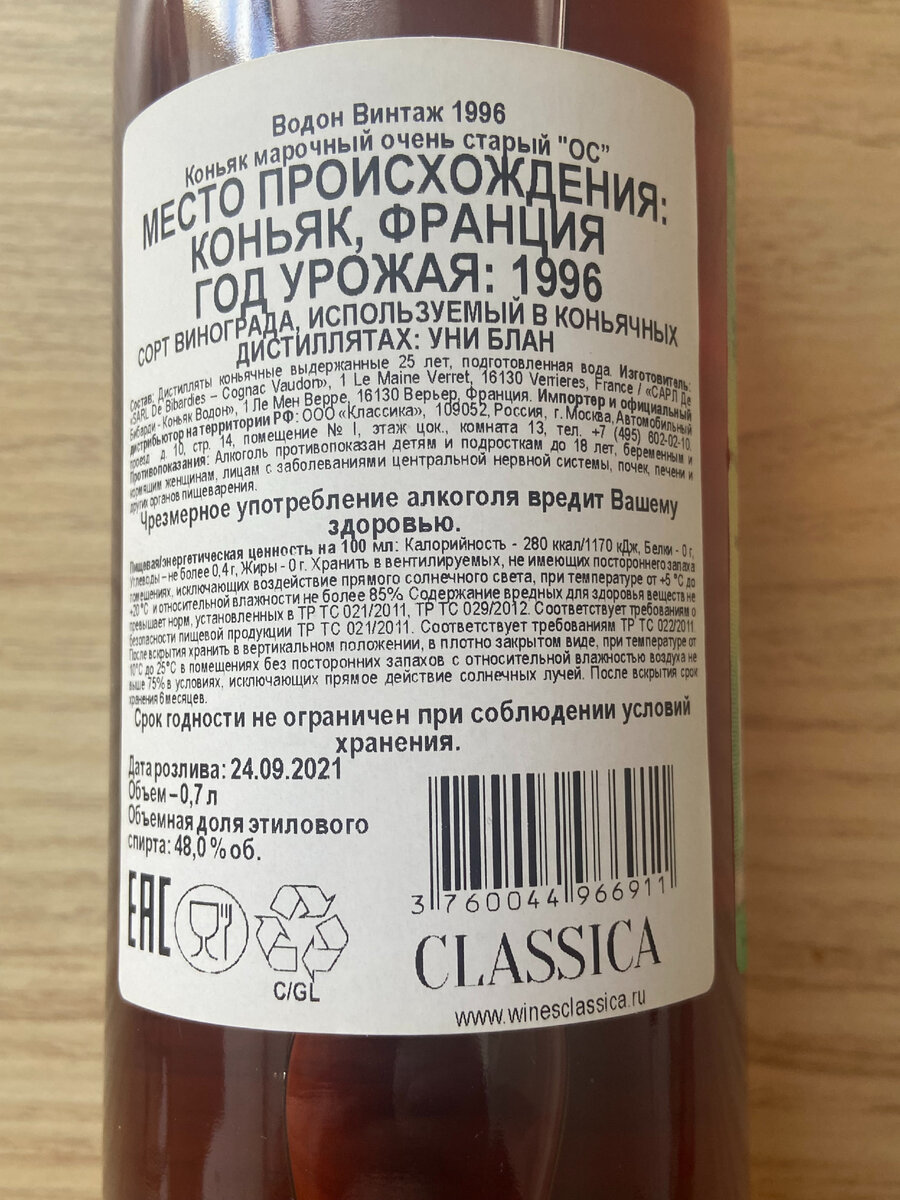 Водон Винтаж 1996
Коньяк марочный очень старый "ОС”
МЕСТО ПРОИСХОЖДЕНИЯ:
КОНЬЯК, ФРАНЦИЯ
ГОД УРОЖАЯ: 1996
СОРТ ВИНОГРАДА, ИСПОЛЬЗУЕМЫЙ В КОНЬЯЧНЫХ
ДИСТИЛЛЯТАХ: УНИ БЛАН
Состав: Дистилляты коньячные выдержанные 25 лет, подготовленная вода. Изготовитель:
«SARL De Bibardies – Cognac Vaudon», 1 Le Maine Verret, 16130 Verrieres, France / «САРЛ Де
Бибарди - Коньяк Водон», 1 Ле Мен Верре, 16130 Верьер, Франция. Импортер и официальный
дистрибьютор на территории РФ: ООО «Классика», 109052, Россия, г. Москва, Автомобильный
проезд д. 10, стр. 14, помещение № I, этаж цок., комната 13, тел. +7 (495) 602-02-10.
Противопоказания: Алкоголь противопоказан детям и подросткам до 18 лет, беременным и
кормящим женщинам, лицам с заболеваниями центральной нервной системы, почек, печени и
других органов пищеварения.
Чрезмерное употребление алкоголя вредит Вашему
здоровью.
Пищевая/энергетическая ценность на 100 мл: Калорийность - 280 ккал/1170 кДж, Белки - 0 г,
Углеводы – не более 0,4 г, Жиры - 0 г. Хранить в вентилируемых, не имеющих постороннего запаха
помещениях, исключающих воздействие прямого солнечного света, при температуре от +5 °С до
+20°С и относительной влажности не более 85%. Содержание вредных для здоровья веществ не
превышает норм, установленных в ТР ТС 021/2011, ТР ТС 029/2012. Соответствует требованиям о
безопасности пищевой продукции ТР ТС 021/2011. Соответствует требованиям ТР ТС 022/2011.
После вскрытия хранить в вертикальном положении, в плотно закрытом виде, при температуре от
10°С до 25°С в помещениях без посторонних запахов с относительной влажностью воздуха не
выше 75% в условиях, исключающих прямое действие солнечных лучей. После вскрытия срок
хранения 6 месяцев.
Срок годности не ограничен при соблюдении условий
хранения.
Дата розлива: 24.09.2021
Объем – 0,7 л
Объемная доля этилового
спирта: 48,0 % об.
EAC
C/GL
3 760044 966911
CLASSICA
www.winesclassica.ru